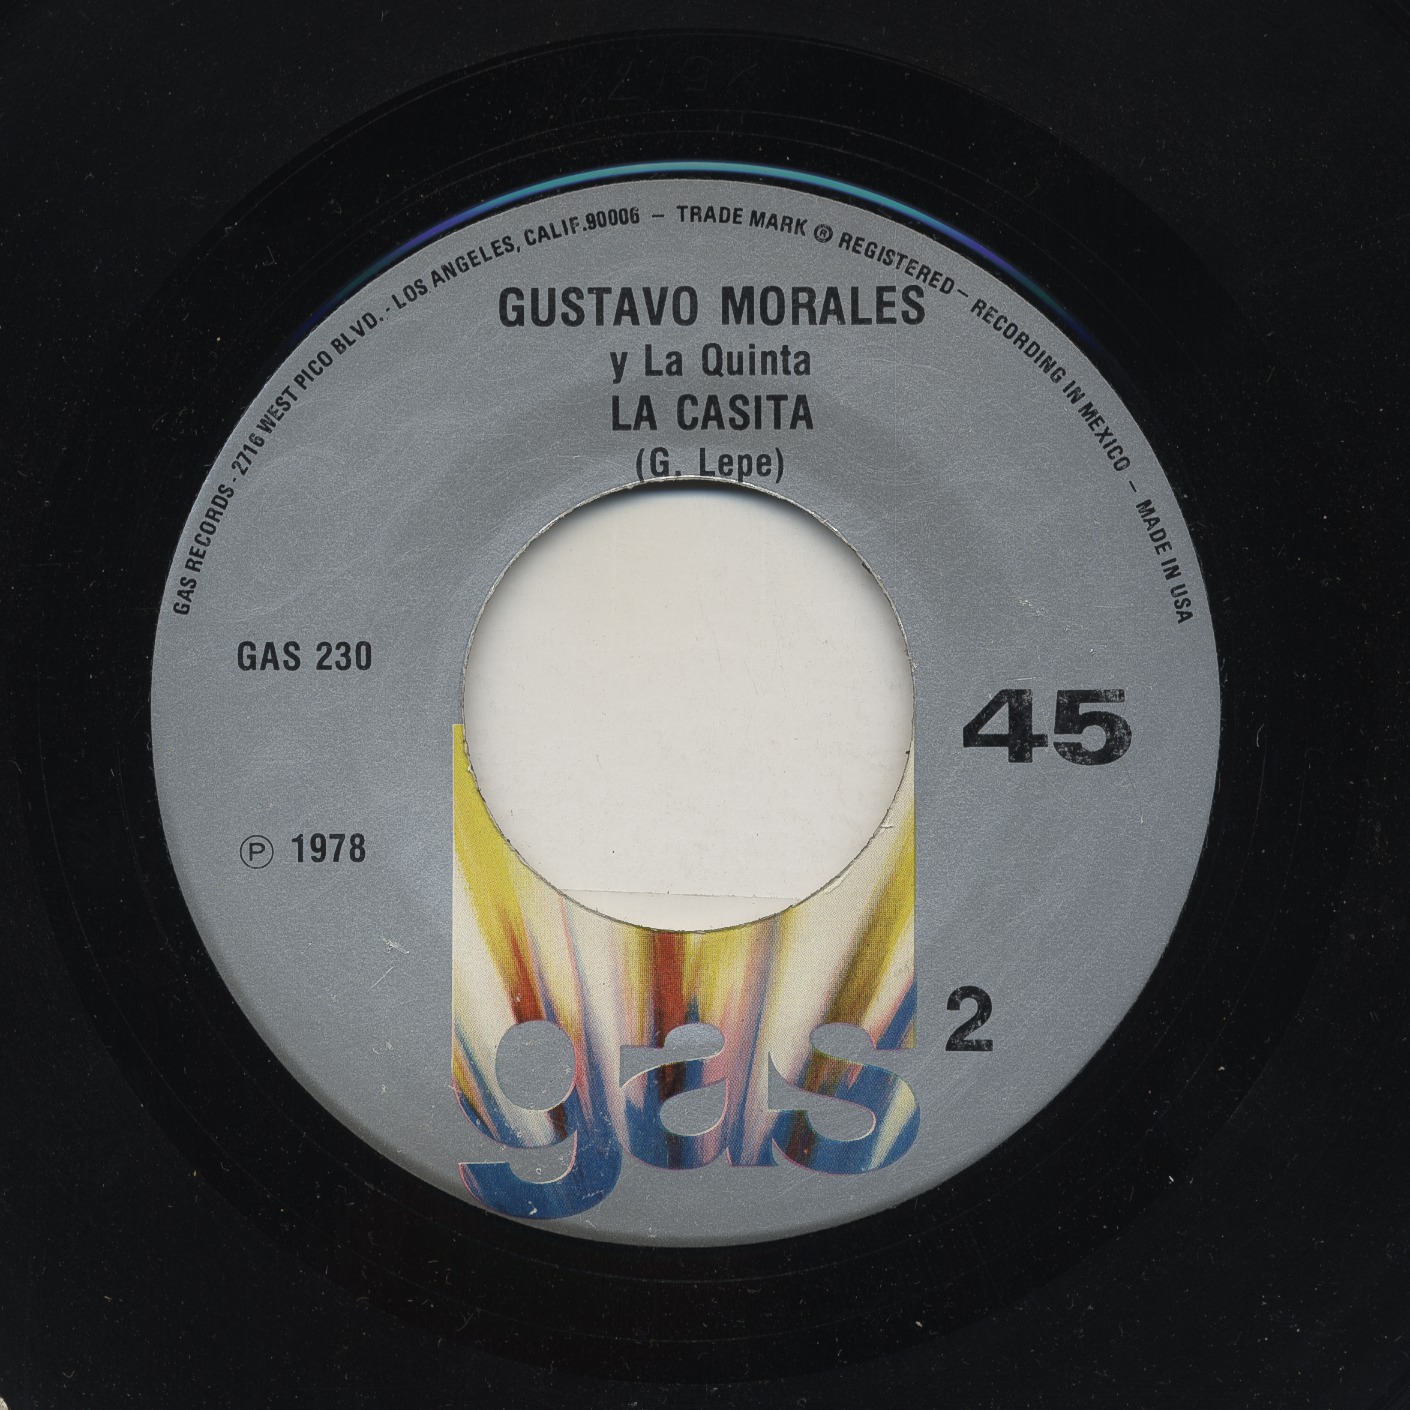 GAS RECORDS - 2716 WEST PICO BLVD. - LOS ANGELES, CALIF.90006 – TRADE MARK ® REGISTERED – RECORDING IN MEXICO – MADE IN USA
GUSTAVO MORALES
y La Quinta
LA CASITA
(G. Lepe)
GAS 230
45
℗ 1978
2
gas